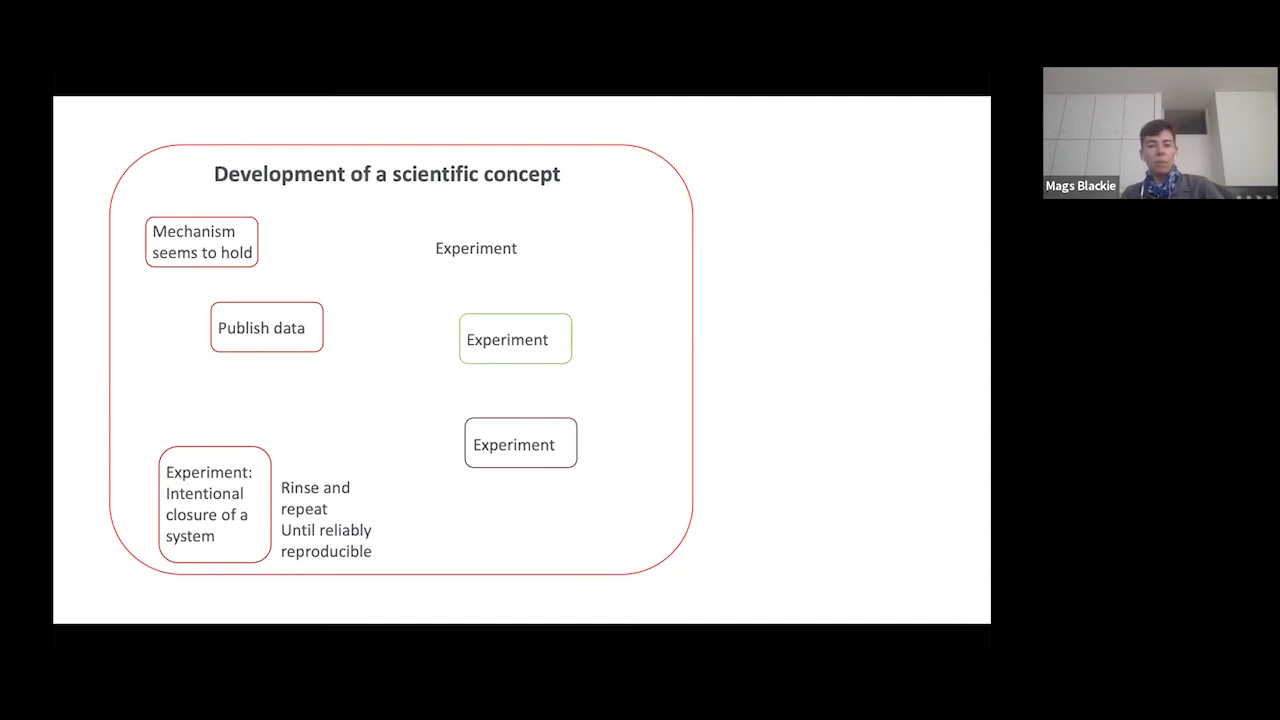 Development of a scientific concept
Mechanism
seems to hold
Experiment
Publish data
Experiment
Experiment
Experiment:
Intentional
closure of a
system
Rinse and
repeat
Until reliably
reproducible
Mags Blackie